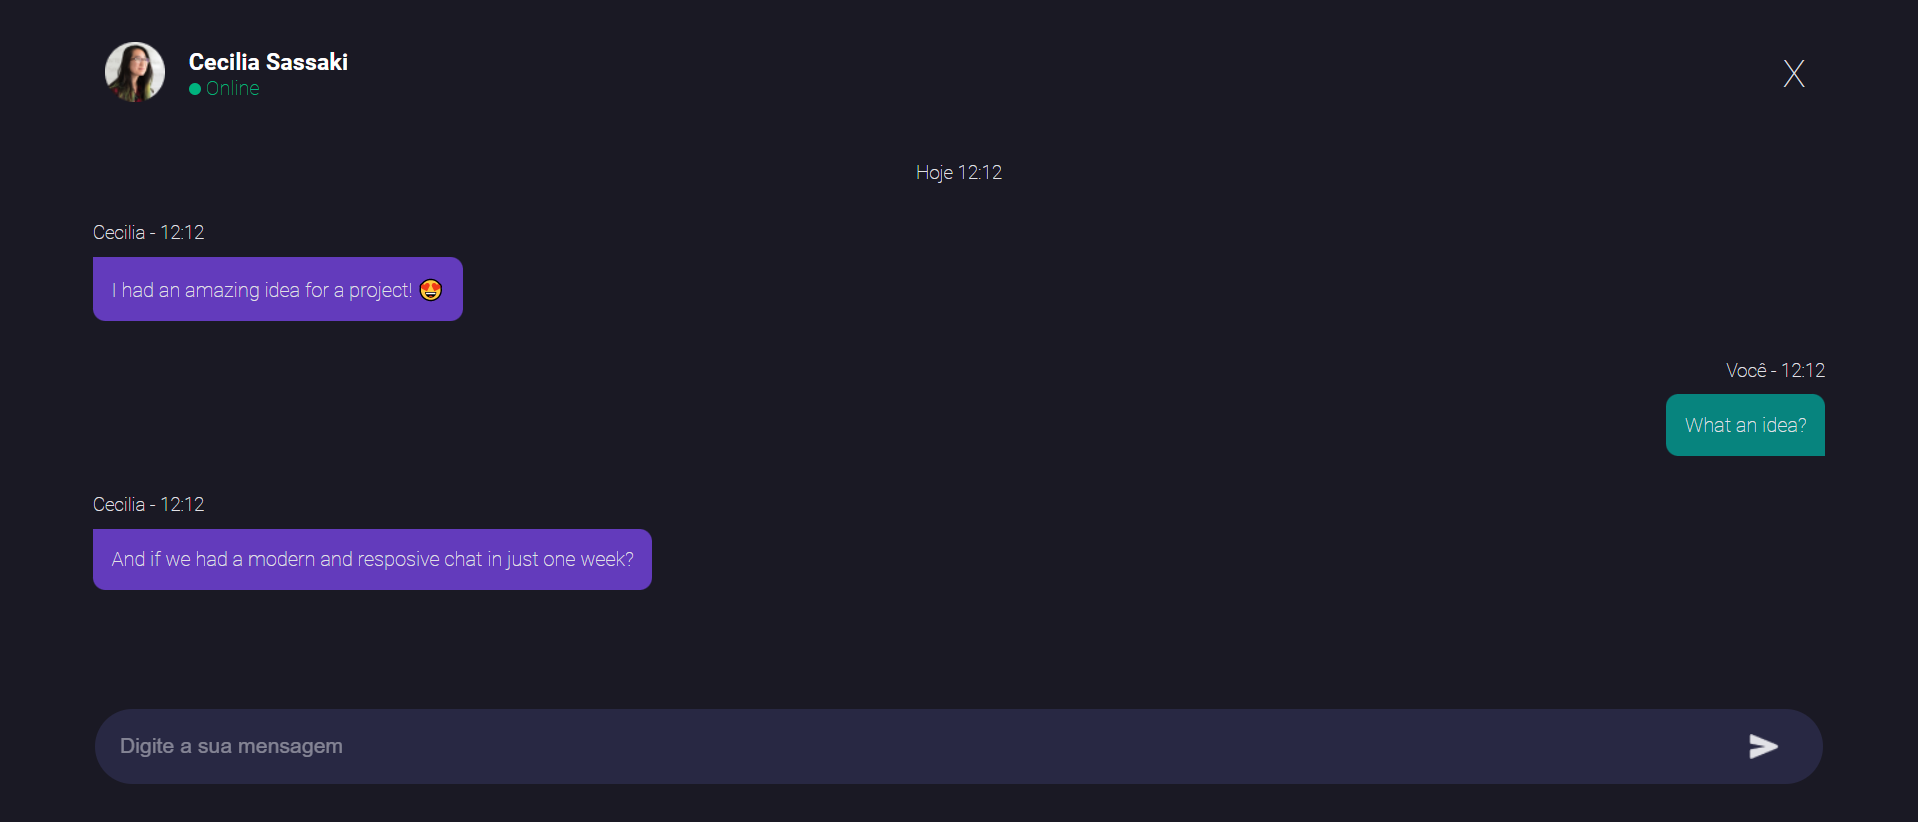 Cecilia Sassaki
Online
X
Hoje 12:12
Cecilia - 12:12
I had an amazing idea for a project! 😍
Você - 12:12
What an idea?
Cecilia - 12:12
And if we had a modern and resposive chat in just one week?
Digite a sua mensagem